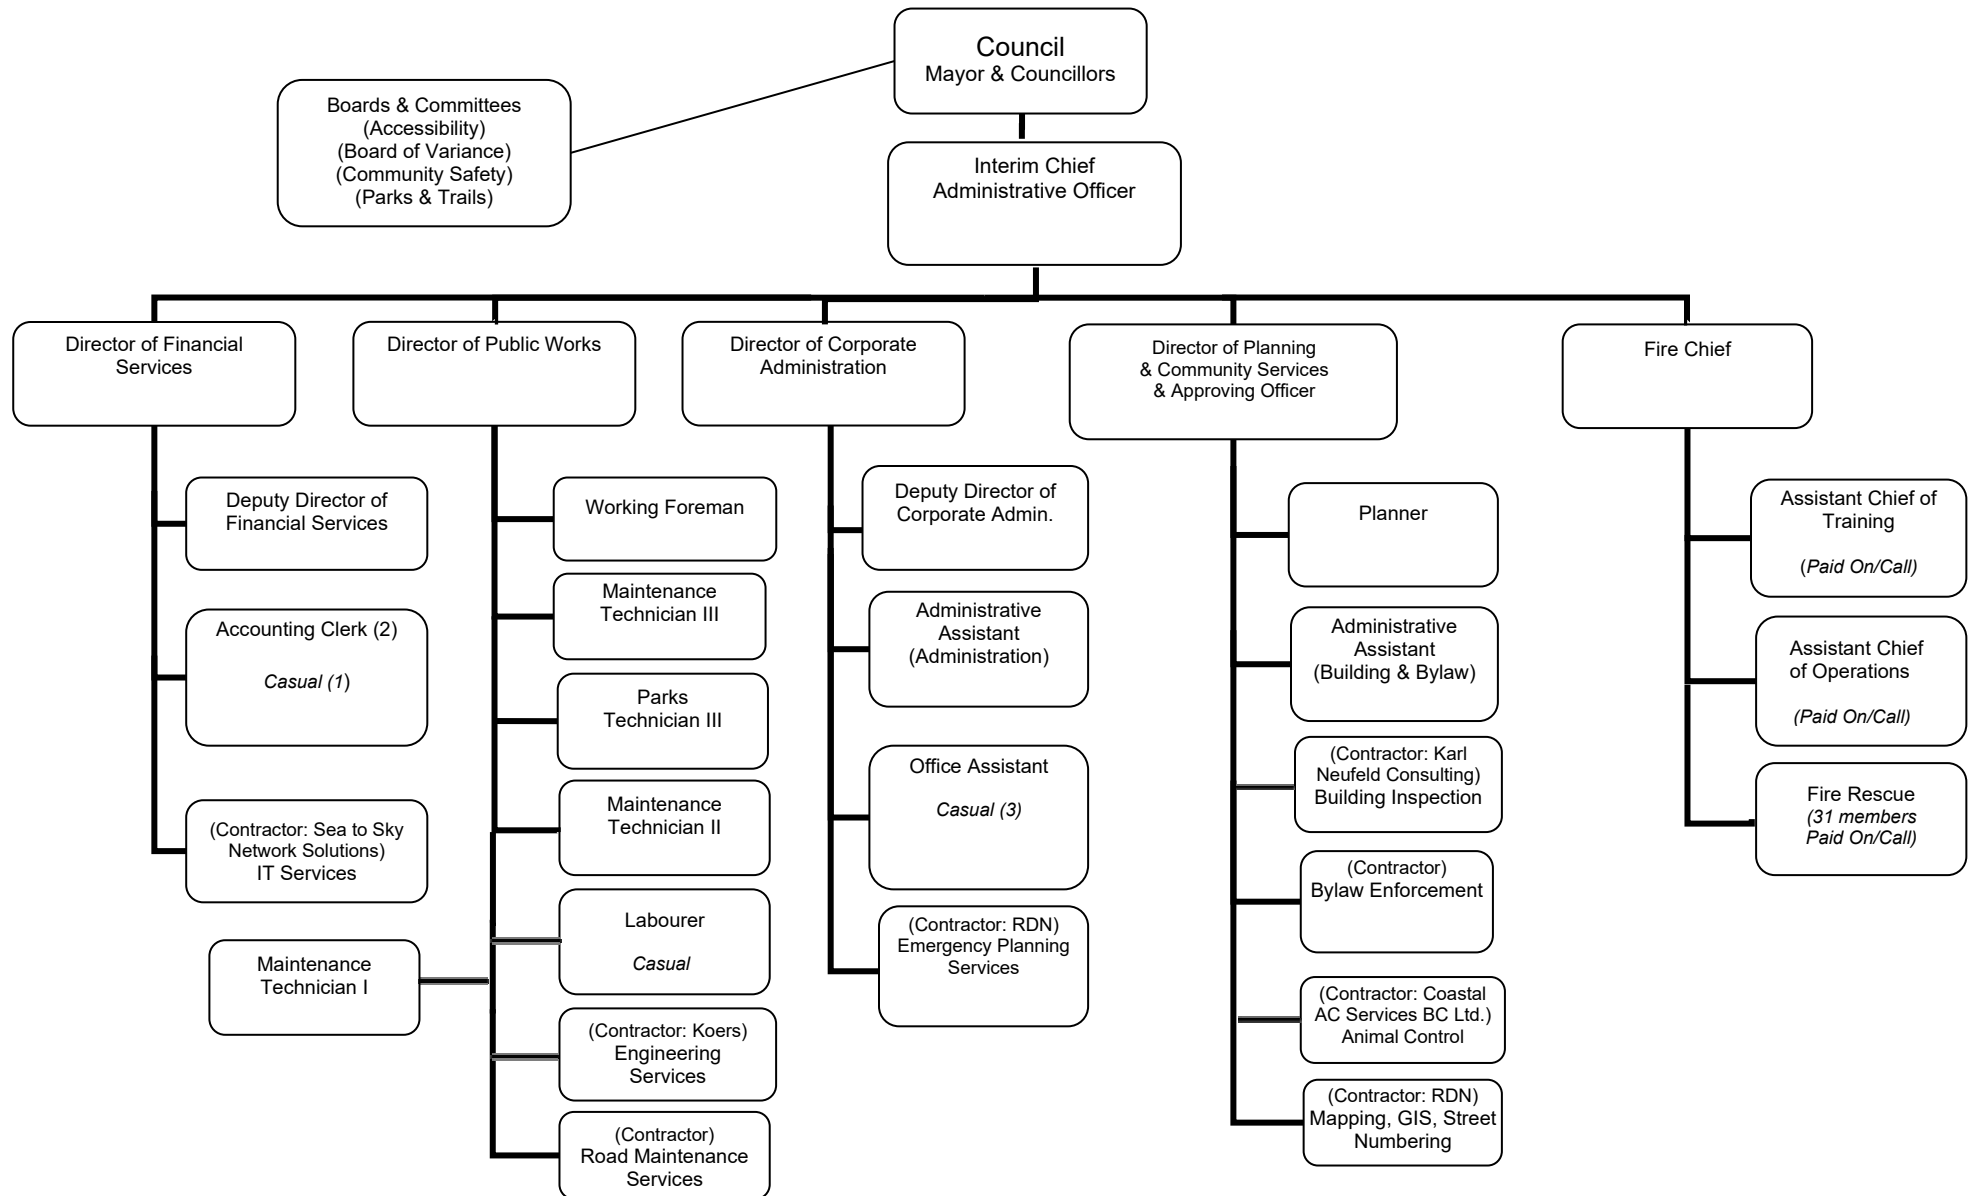 Council
Mayor & Councillors
Boards & Committees
(Accessibility)
(Board of Variance)
(Community Safety)
(Parks & Trails)
Interim Chief
Administrative Officer
Director of Financial
Services
Director of Public Works
Director of Corporate
Administration
Director of Planning
& Community Services
& Approving Officer
Fire Chief
Deputy Director of
Financial Services
Accounting Clerk (2)
Casual (1)
(Contractor: Sea to Sky
Network Solutions)
IT Services
Maintenance
Technician I
Working Foreman
Maintenance
Technician III
Parks
Technician III
Maintenance
Technician II
Labourer
Casual
(Contractor: Koers)
Engineering
Services
(Contractor)
Road Maintenance
Services
Deputy Director of
Corporate Admin.
Administrative
Assistant
(Administration)
Office Assistant
Casual (3)
(Contractor: RDN)
Emergency Planning
Services
Planner
Administrative
Assistant
(Building & Bylaw)
(Contractor: Karl
Neufeld Consulting)
Building Inspection
(Contractor)
Bylaw Enforcement
(Contractor: Coastal
AC Services BC Ltd.)
Animal Control
(Contractor: RDN)
Mapping, GIS, Street
Numbering
Assistant Chief of
Training
(Paid On/Call)
Assistant Chief
of Operations
(Paid On/Call)
Fire Rescue
(31 members
Paid On/Call)